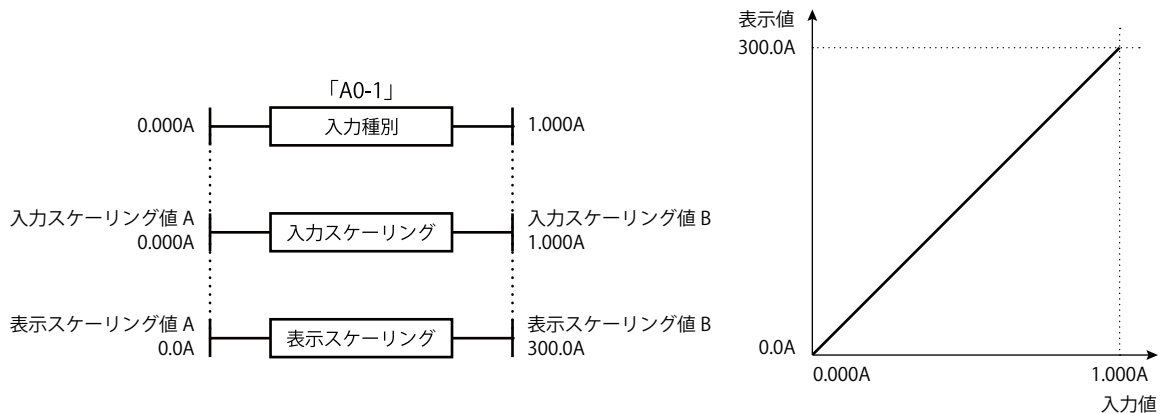 「A0-1」
0.000A
入力種別
1.000A
入力スケーリング値 A
0.000A
入力スケーリング
入力スケーリング値 B
1.000A
表示スケーリング値 A
0.0A
表示スケーリング
表示スケーリング値 B
300.0A
表示値
300.0A
0.0A
0.000A
1.000A
入力値